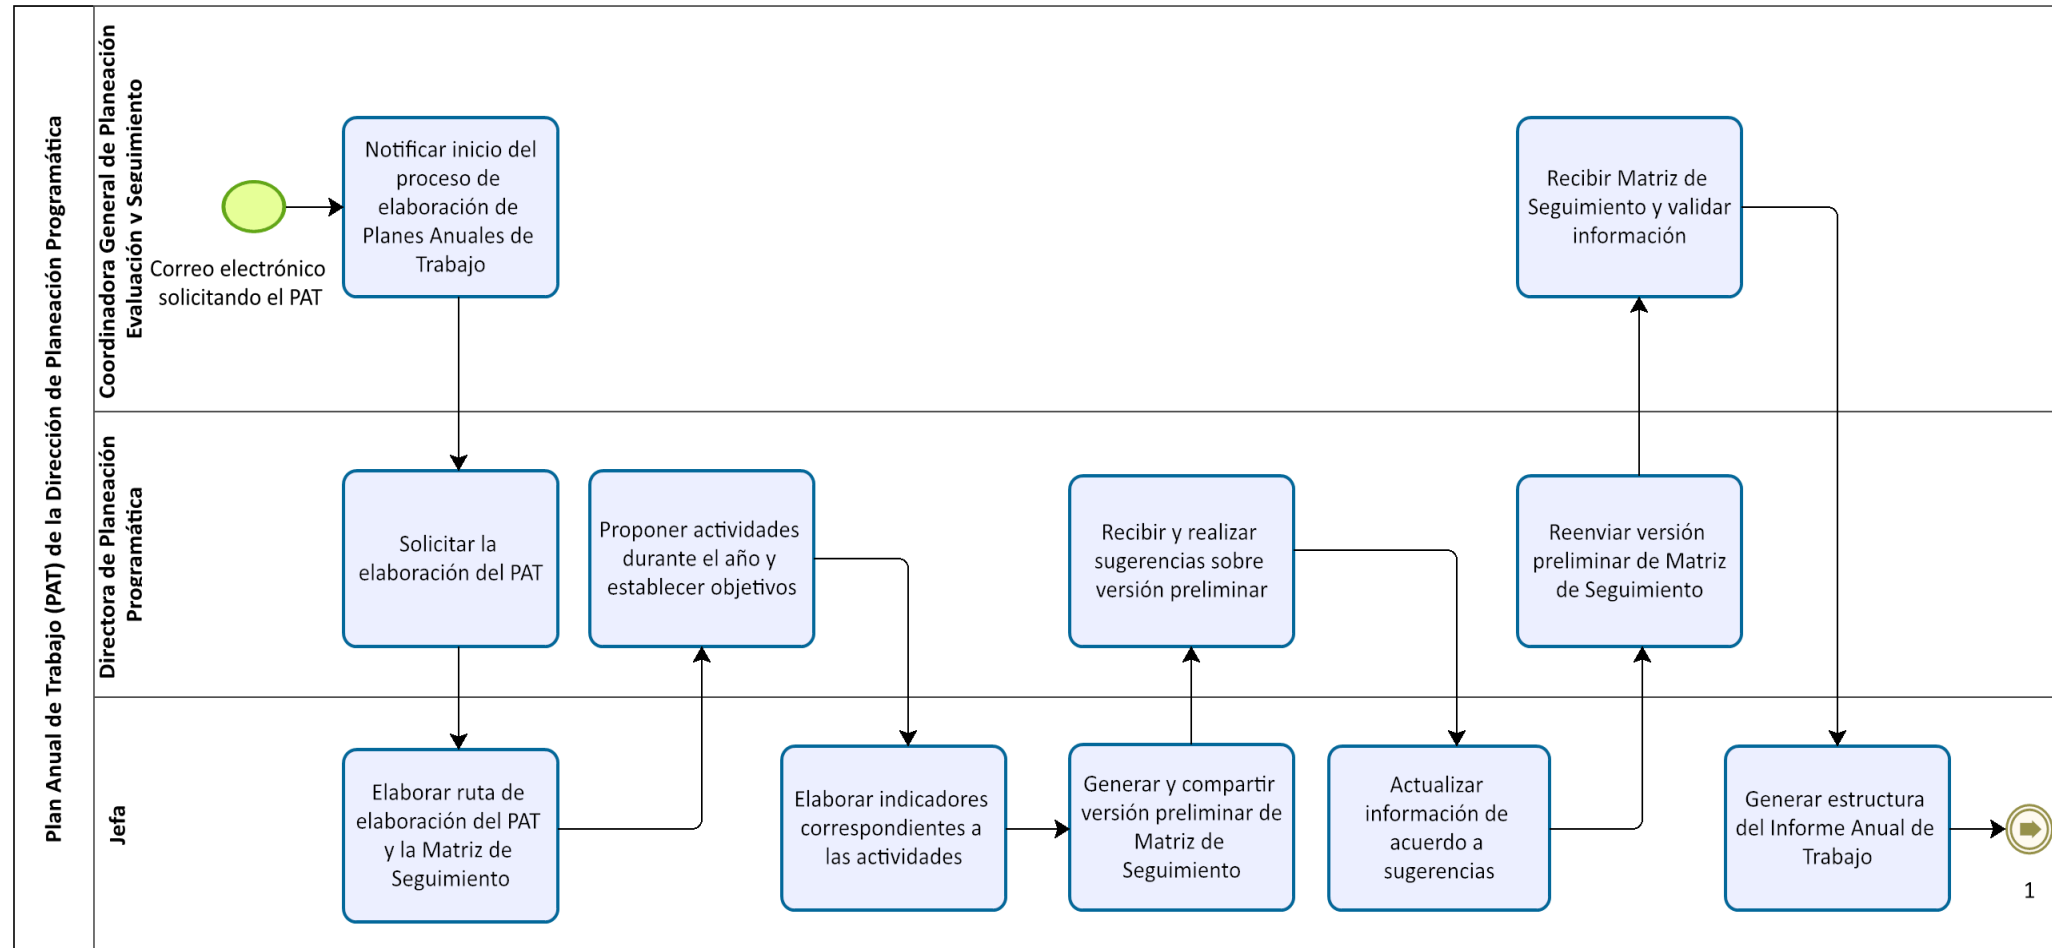 Plan Anual de Trabajo (PAT) de la Dirección de Planeación Programática
Coordinadora General de Planeación
Evaluación y Seguimiento
Correo electrónico
solicitando el PAT
Notificar inicio del
proceso de
elaboración de
Planes Anuales de
Trabajo
Recibir Matriz de
Seguimiento y validar
información
Directora de Planeación
Programática
Solicitar la
elaboración del PAT
Proponer actividades
durante el año y
establecer objetivos
Recibir y realizar
sugerencias sobre
versión preliminar
Reenviar versión
preliminar de Matriz
de Seguimiento
Jefa
Elaborar ruta de
elaboración del PAT
y la Matriz de
Seguimiento
Elaborar indicadores
correspondientes a
las actividades
Generar y compartir
versión preliminar de
Matriz de
Seguimiento
Actualizar
información de
acuerdo a
sugerencias
Generar estructura
del Informe Anual de
Trabajo
1